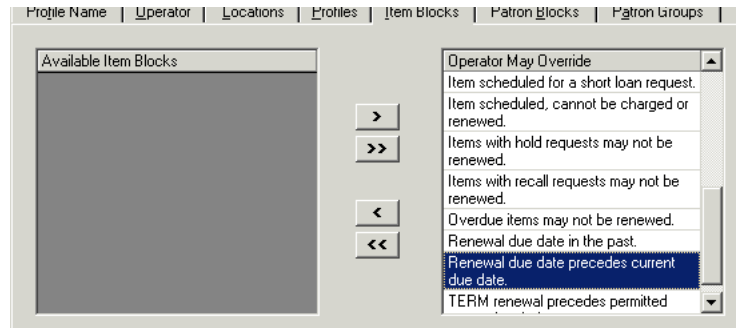 Profile Name Operator Locations Profiles Item Blocks Patron Blocks Patron Groups
Available Item Blocks
>
>>
<
<<
Operator May Override
Item scheduled for a short loan request.
Item scheduled, cannot be charged or
renewed.
Items with hold requests may not be
renewed.
Items with recall requests may not be
renewed.
Overdue items may not be renewed.
Renewal due date in the past.
Renewal due date precedes current
due date.
TERM renewal precedes permitted